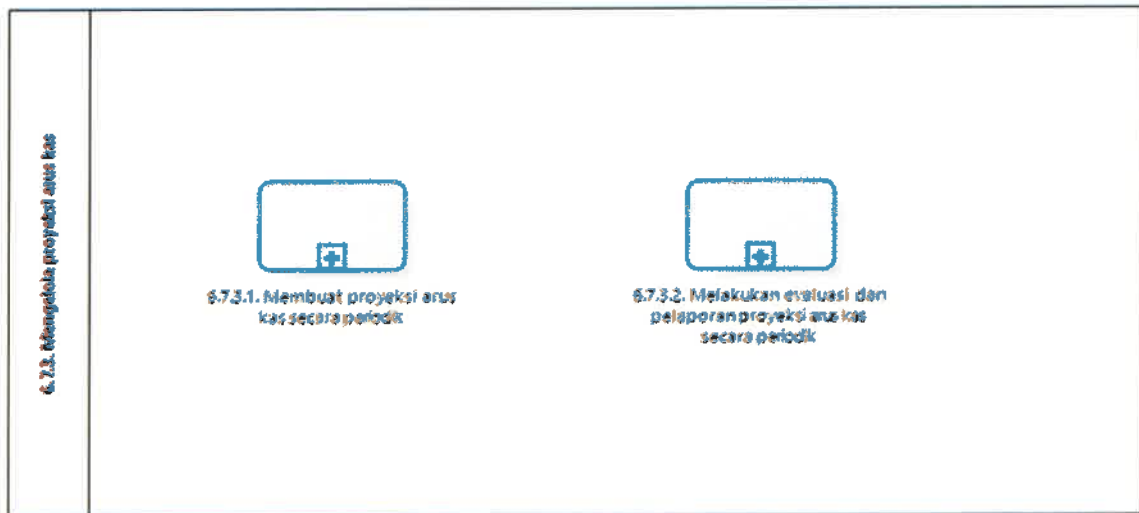 6.7.3. Mengelola proyeksi arus kas
6.7.3.1. Membuat proyeksi arus
kas secara periodik
6.7.3.2. Melakukan evaluasi dan
pelaporan proyeksi arus kas
secara periodik